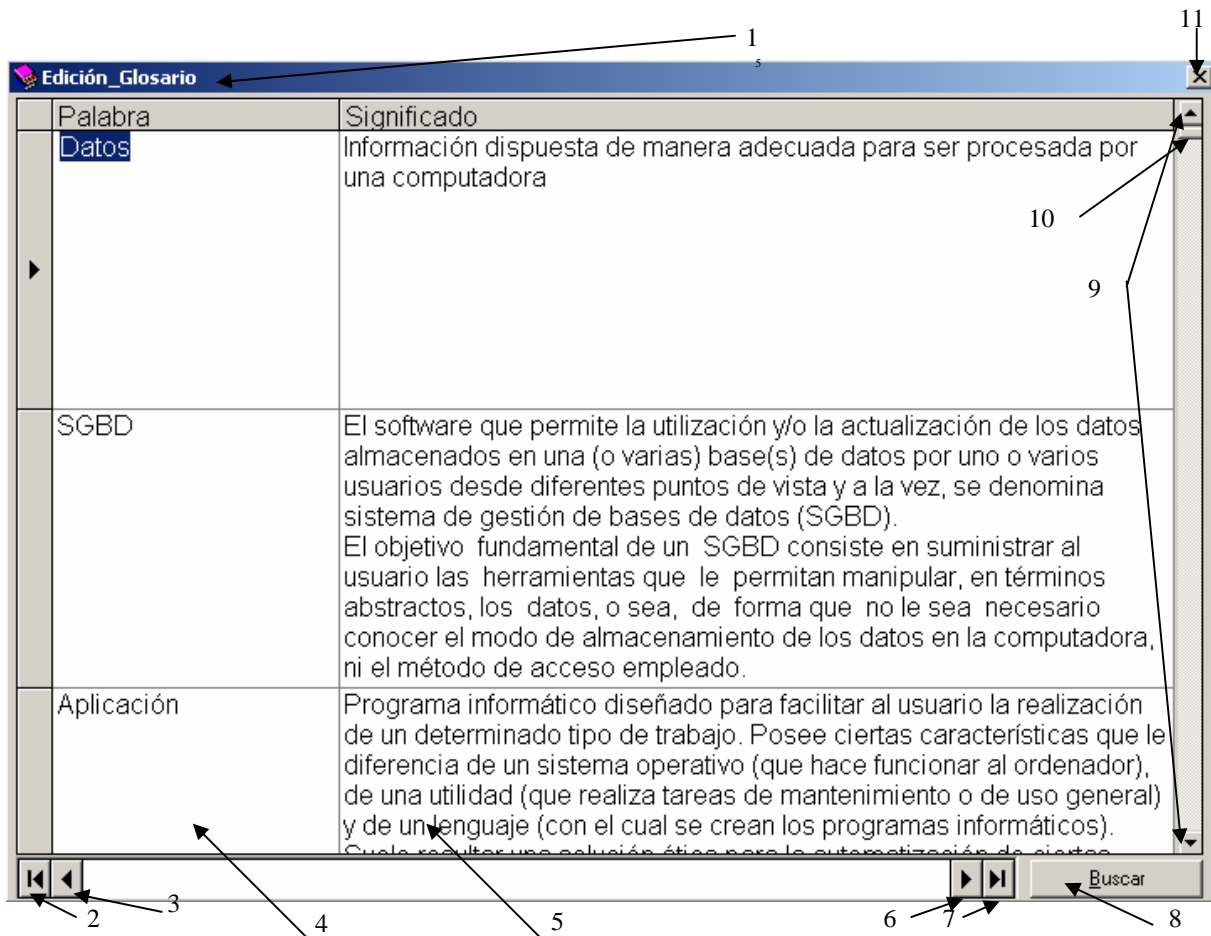 11
1
5
Edición_Glosario
Palabra Significado
Datos Información dispuesta de manera adecuada para ser procesada por
una computadora
10
9
SGBD El software que permite la utilización y/o la actualización de los datos
almacenados en una (o varias) base(s) de datos por uno o varios
usuarios desde diferentes puntos de vista y a la vez, se denomina
sistema de gestión de bases de datos (SGBD).
El objetivo fundamental de un SGBD consiste en suministrar al
usuario las herramientas que le permitan manipular, en términos
abstractos, los datos, o sea, de forma que no le sea necesario
conocer el modo de almacenamiento de los datos en la computadora,
ni el método de acceso empleado.
Aplicación Programa informático diseñado para facilitar al usuario la realización
de un determinado tipo de trabajo. Posee ciertas características que le
diferencia de un sistema operativo (que hace funcionar al ordenador),
de una utilidad (que realiza tareas de mantenimiento o de uso general)
y de un lenguaje (con el cual se crean los programas informáticos).
Suele resultar una solución
Buscar
2 3 4 5 6 7 8